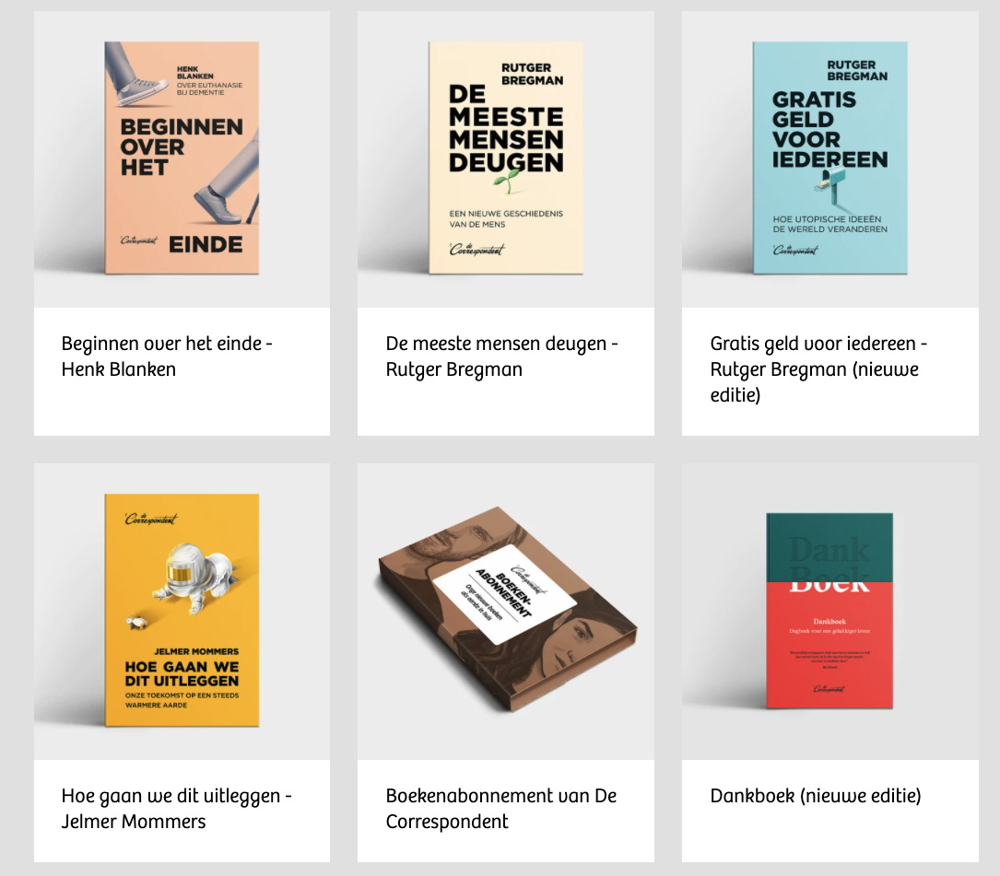 HENK
BLANKEN
OVER EUTHANASIE
BIJ DEMENTIE
BEGINNEN
OVER
HET
EINDE
de
Correspondent
Beginnen over het einde -
Henk Blanken
RUTGER
BREGMAN
DE
MEESTE
MENSEN
DEUGEN
EEN NIEUWE GESCHIEDENIS
VAN DE MENS
de
Correspondent
De meeste mensen deugen -
Rutger Bregman
RUTGER
BREGMAN
GRATIS
GELD
VOOR
IEDEREEN
HOE UTOPISCHE IDEEËN
DE WERELD VERANDEREN
de
Correspondent
Gratis geld voor iedereen -
Rutger Bregman (nieuwe
editie)
de
Correspondent
JELMER MOMMERS
HOE GAAN WE
DIT UITLEGGEN
ONZE TOEKOMST OP EEN STEEDS
WARMERE AARDE
Hoe gaan we dit uitleggen -
Jelmer Mommers
de
Correspondent
BOEKEN-
ABONNEMENT
Onze nieuwe boeken
als eerste in huis
Boekenabonnement van De
Correspondent
Dank
Boek
Dankboek
Dagboek voor een gelukkiger leven
de
Correspondent
Dankboek (nieuwe editie)